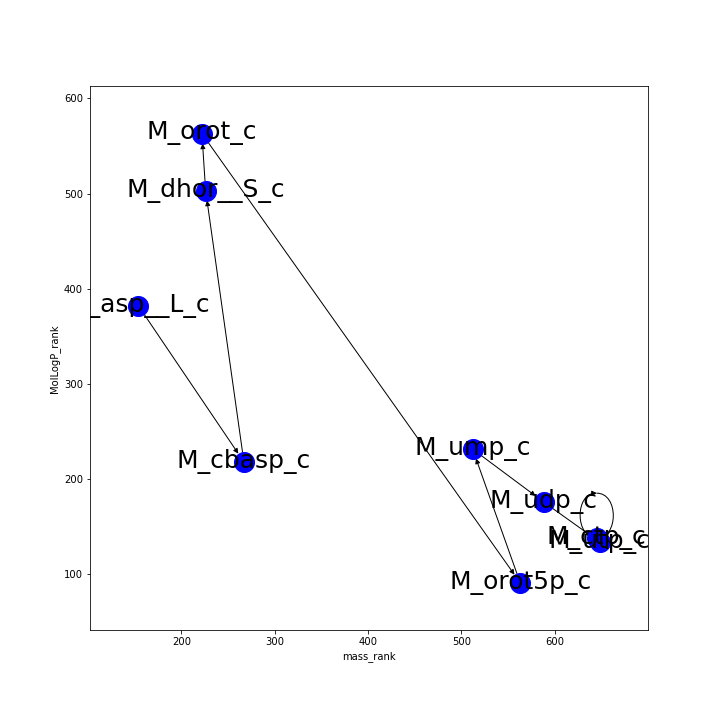 600
M_orot_c
500
M_dhor__S_c
400
_asp__L_c
MolLogP_rank
300
M_cbasp_c
M_ump_c
200
M_udp_c
M_orot5p_c
100
200
300
400
500
600
mass_rank